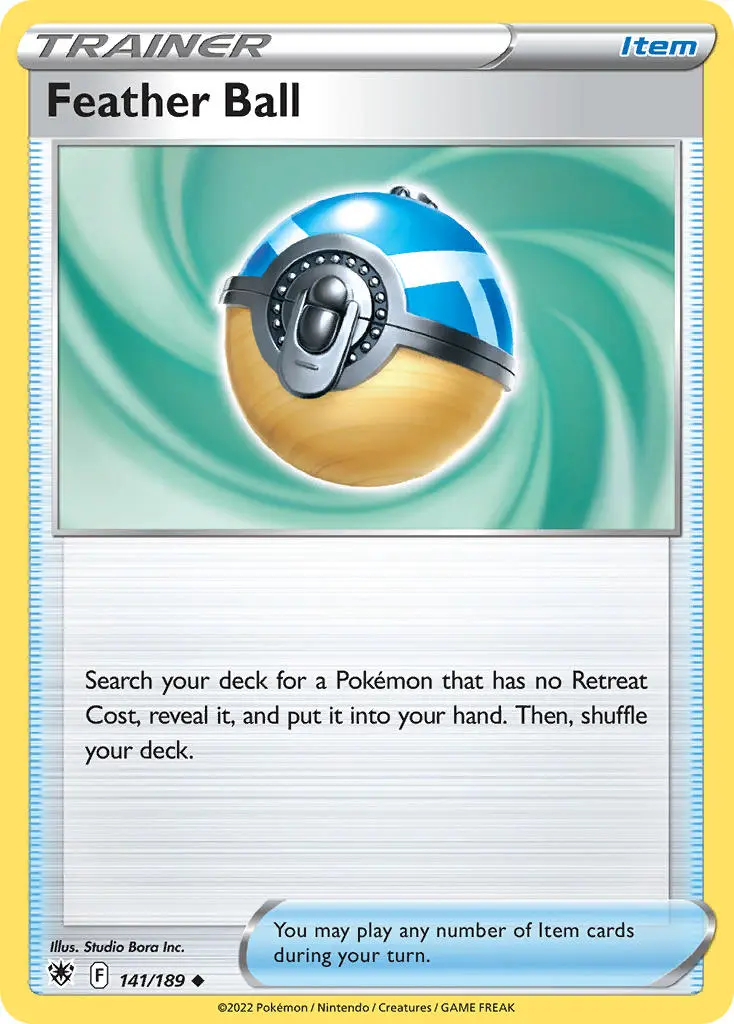 TRAINER
Item
Feather Ball
Search your deck for a Pokémon that has no Retreat
Cost, reveal it, and put it into your hand. Then, shuffle
your deck.
You may play any number of Item cards
during your turn.
Illus. Studio Bora Inc.
F 141/189 ◆
©2022 Pokémon / Nintendo / Creatures / GAME FREAK